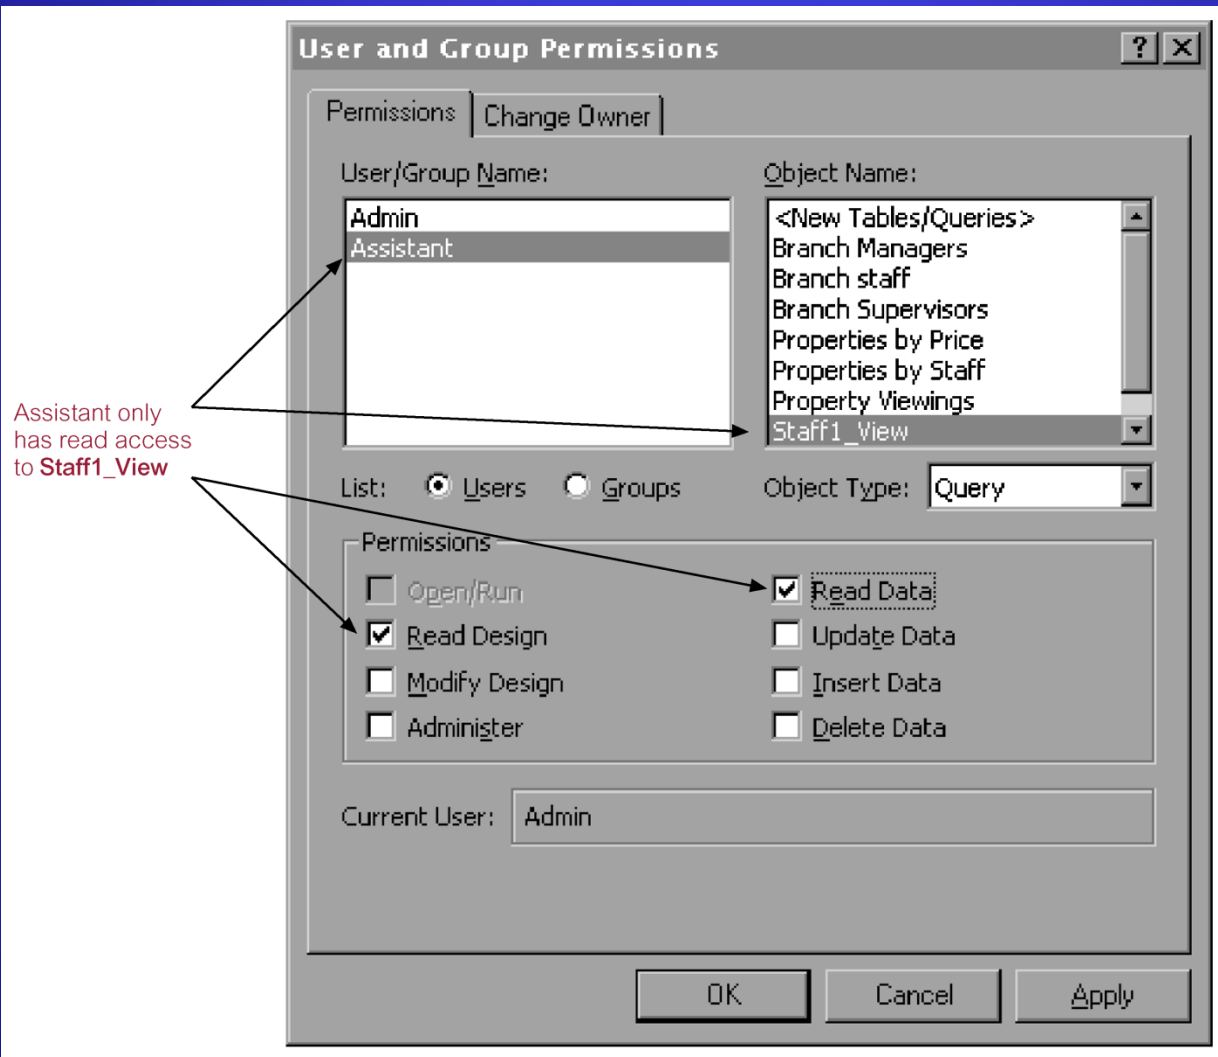 User and Group Permissions
Permissions
Change Owner
User/Group Name:
Object Name:
Admin
Assistant
<New Tables/Queries>
Branch Managers
Branch staff
Branch Supervisors
Properties by Price
Properties by Staff
Property Viewings
Staff1_View
Assistant only
has read access
to Staff1_View
List: Users Groups
Object Type: Query
Permissions
Open/Run
Read Design
Modify Design
Administer
Read Data
Update Data
Insert Data
Delete Data
Current User: Admin
OK Cancel Apply